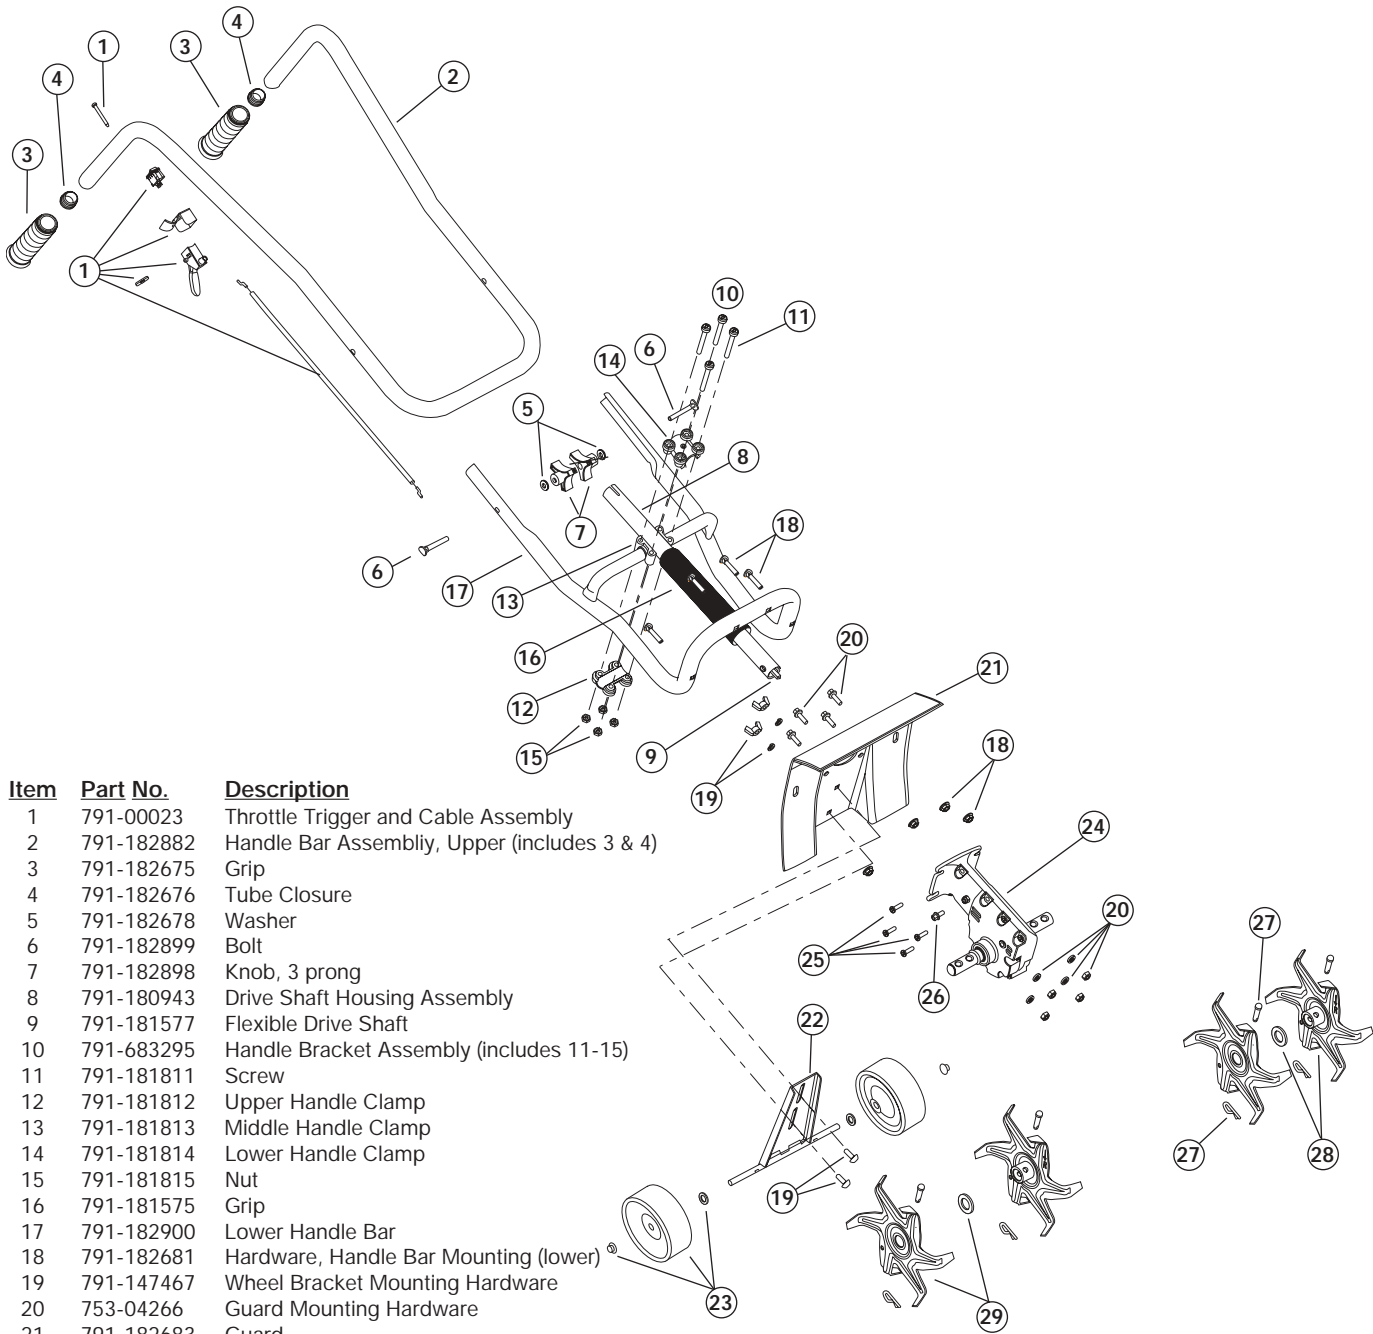 4
1
3
4
2
3
1
10
11
6
14
5
8
7
18
6
17
13
16
20
21
12
15
9
19
18
24
20
27
25
26
22
27
28
19
23
29
Item Part No. Description
1 791-00023 Throttle Trigger and Cable Assembly
2 791-182882 Handle Bar Assembliy, Upper (includes 3 & 4)
3 791-182675 Grip
4 791-182676 Tube Closure
5 791-182678 Washer
6 791-182899 Bolt
7 791-182898 Knob, 3 prong
8 791-180943 Drive Shaft Housing Assembly
9 791-181577 Flexible Drive Shaft
10 791-683295 Handle Bracket Assembly (includes 11-15)
11 791-181811 Screw
12 791-181812 Upper Handle Clamp
13 791-181813 Middle Handle Clamp
14 791-181814 Lower Handle Clamp
15 791-181815 Nut
16 791-181575 Grip
17 791-182900 Lower Handle Bar
18 791-182681 Hardware, Handle Bar Mounting (lower)
19 791-147467 Wheel Bracket Mounting Hardware
20 753-04266 Guard Mounting Hardware
21 791-182683 Guard